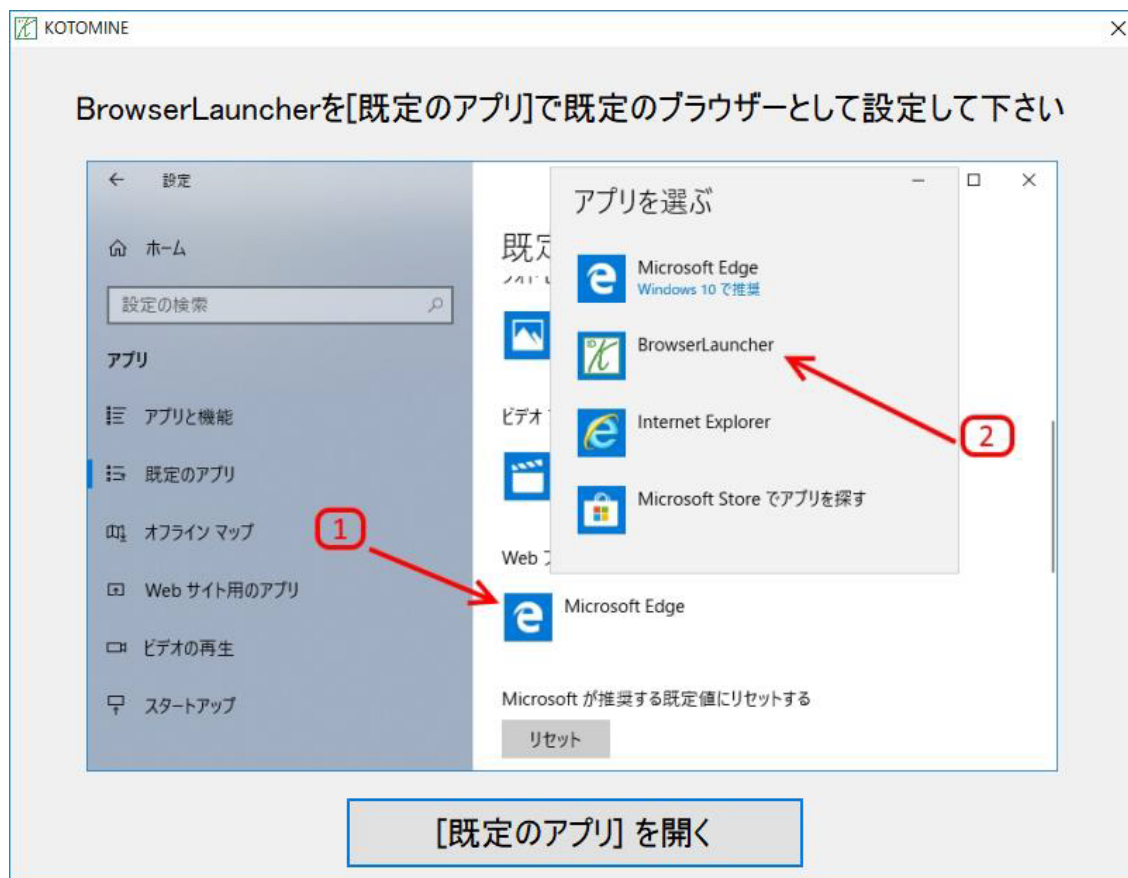 KOTOMINE
BrowserLauncherを[既定のアプリ]で既定のブラウザーとして設定して下さい
設定
ホーム
設定の検索
アプリ
アプリと機能
既定のアプリ
オフライン マップ
Web サイト用のアプリ
ビデオの再生
スタートアップ
既定
ビデオ
Web
Microsoft Edge
Microsoft が推奨する既定値にリセットする
リセット
アプリを選ぶ
Microsoft Edge
Windows 10 で推奨
BrowserLauncher
Internet Explorer
Microsoft Store でアプリを探す
1
2
[既定のアプリ] を開く